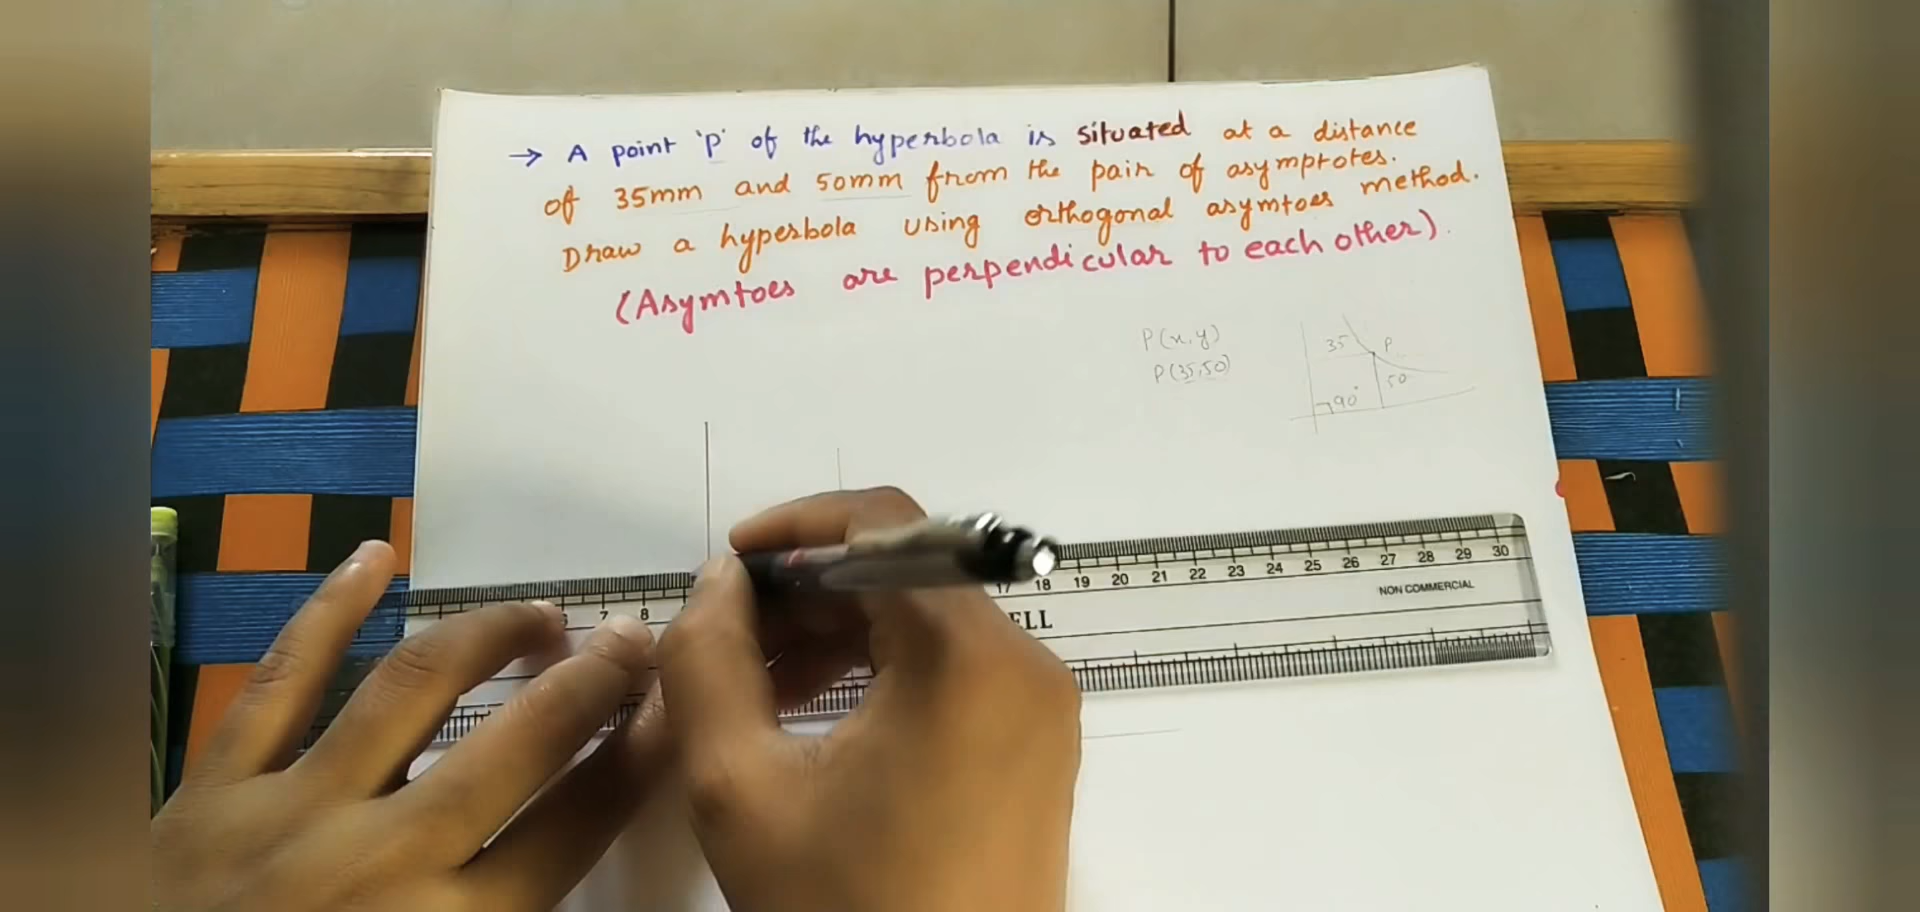 → A point 'P' of the hyperbola is situated at a distance
of 35mm and 50mm from the pair of asymptotes.
Draw a hyperbola using orthogonal asymtoes method.
(Asymtoes are perpendicular to each other).
P(x,y)
P(35,50)
35 P
50
90°
7 8
17 18 19 20 21 22 23 24 25 26 27 28 29 30
NON COMMERCIAL
ELL